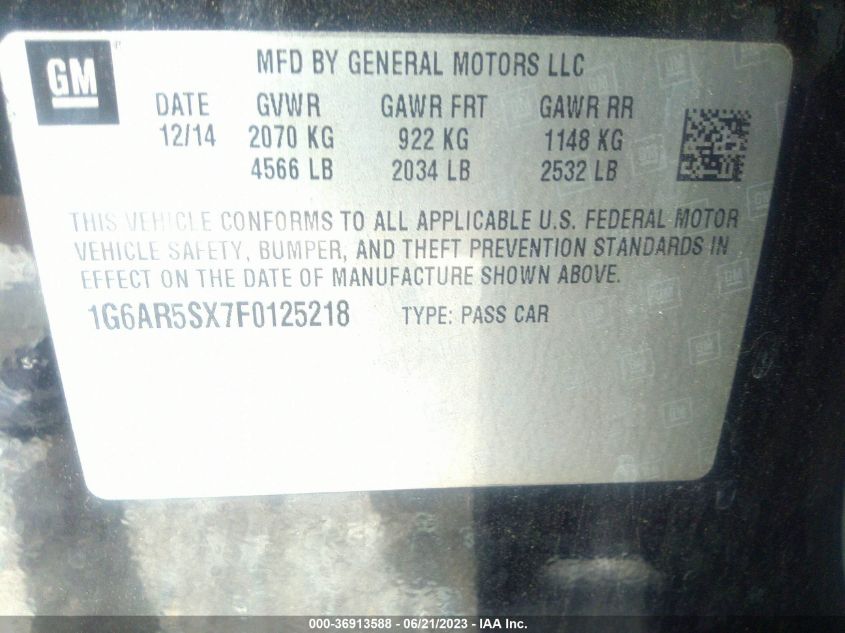 GM
MFD BY GENERAL MOTORS LLC
DATE GVWR GAWR FRT GAWR RR
12/14 2070 KG 922 KG 1148 KG
4566 LB 2034 LB 2532 LB
THIS VEHICLE CONFORMS TO ALL APPLICABLE U.S. FEDERAL MOTOR
VEHICLE SAFETY, BUMPER, AND THEFT PREVENTION STANDARDS IN
EFFECT ON THE DATE OF MANUFACTURE SHOWN ABOVE.
1G6AR5SX7F0125218 TYPE: PASS CAR
000-36913588 - 06/21/2023 - IAA Inc.